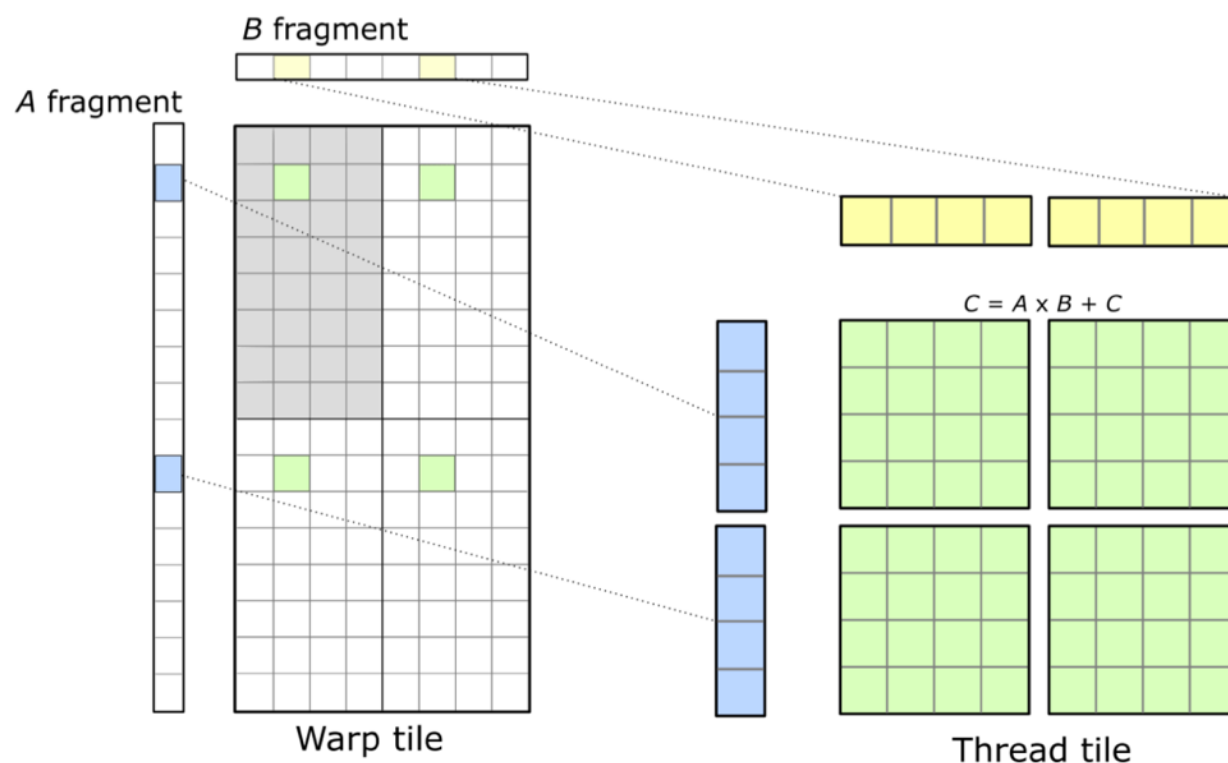 B fragment
A fragment
C = A x B + C
Warp tile
Thread tile